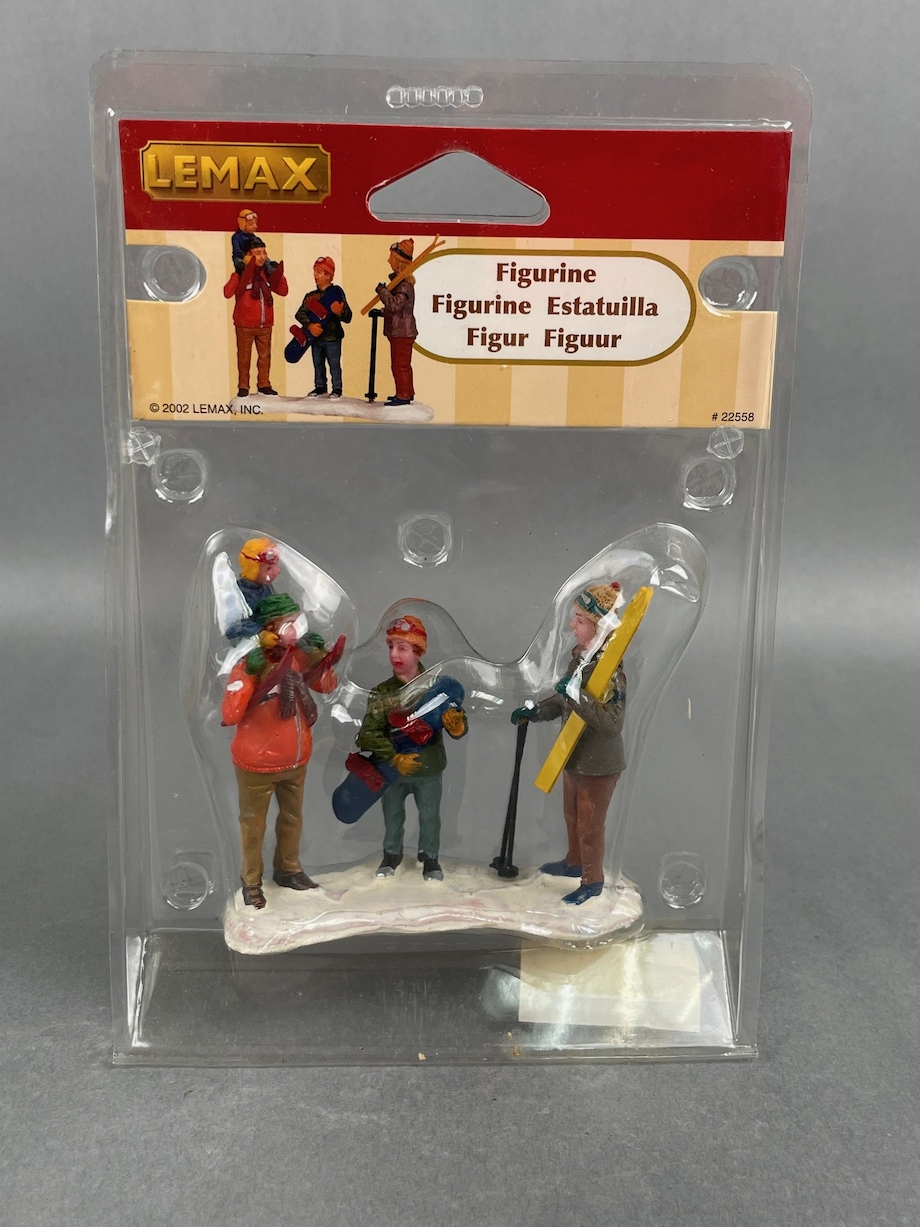 LEMAX
Figurine
Figurine Estatuilla
Figur Figuur
© 2002 LEMAX, INC.
# 22558